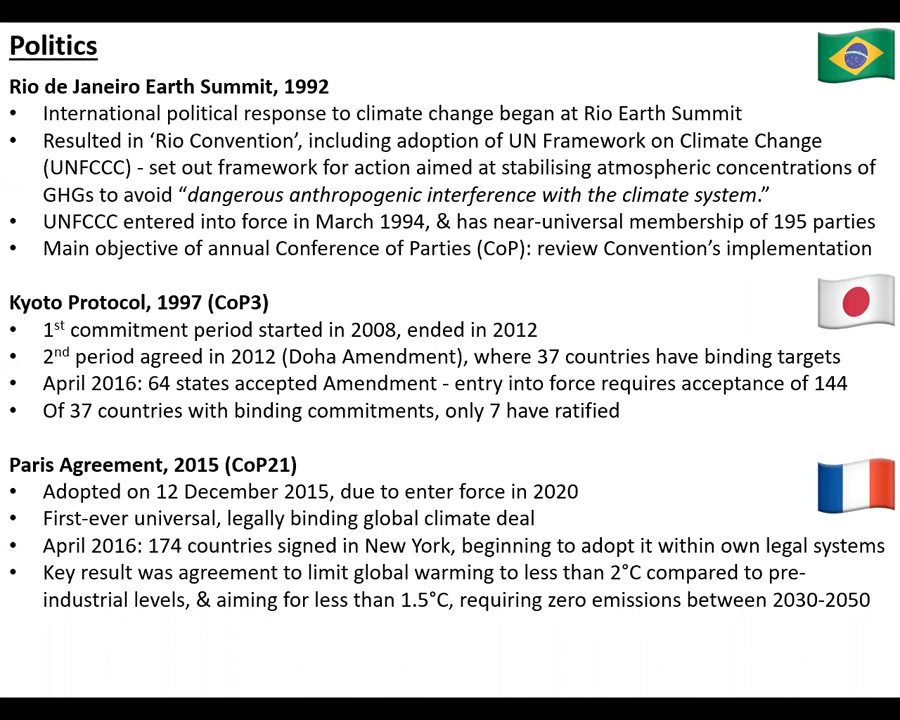 Politics
Rio de Janeiro Earth Summit, 1992
• International political response to climate change began at Rio Earth Summit
• Resulted in ‘Rio Convention’, including adoption of UN Framework on Climate Change
(UNFCCC) - set out framework for action aimed at stabilising atmospheric concentrations of
GHGs to avoid “dangerous anthropogenic interference with the climate system.”
• UNFCCC entered into force in March 1994, & has near-universal membership of 195 parties
• Main objective of annual Conference of Parties (CoP): review Convention’s implementation
Kyoto Protocol, 1997 (CoP3)
• 1st commitment period started in 2008, ended in 2012
• 2nd period agreed in 2012 (Doha Amendment), where 37 countries have binding targets
• April 2016: 64 states accepted Amendment - entry into force requires acceptance of 144
• Of 37 countries with binding commitments, only 7 have ratified
Paris Agreement, 2015 (CoP21)
• Adopted on 12 December 2015, due to enter force in 2020
• First-ever universal, legally binding global climate deal
• April 2016: 174 countries signed in New York, beginning to adopt it within own legal systems
• Key result was agreement to limit global warming to less than 2°C compared to pre-
industrial levels, & aiming for less than 1.5°C, requiring zero emissions between 2030-2050